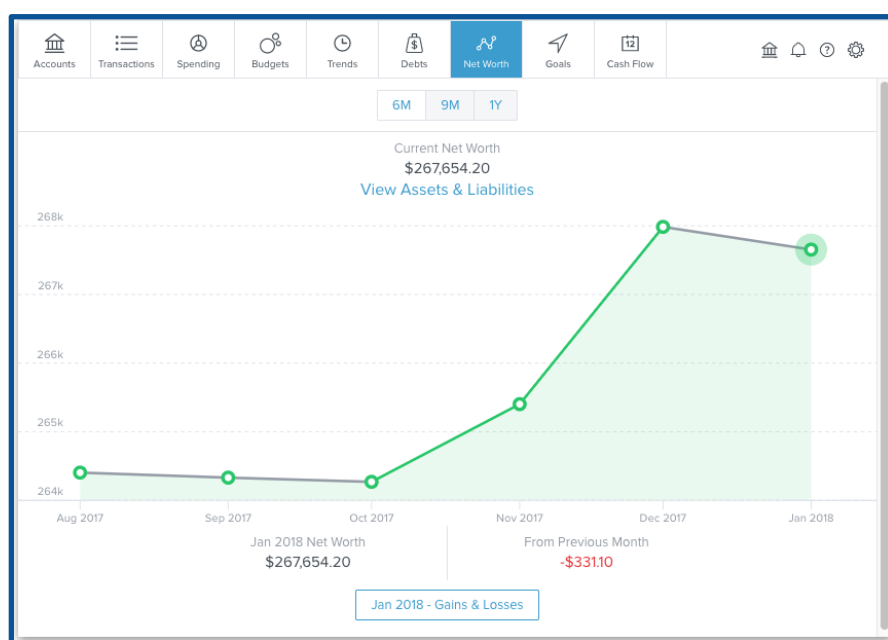 Accounts Transactions Spending Budgets Trends Debts Net Worth Goals 12 Cash Flow
6M 9M 1Y
Current Net Worth
$267,654.20
View Assets & Liabilities
268k
267k
266k
265k
264k
Aug 2017 Sep 2017 Oct 2017 Nov 2017 Dec 2017 Jan 2018
Jan 2018 Net Worth From Previous Month
$267,654.20 -$331.10
Jan 2018 - Gains & Losses